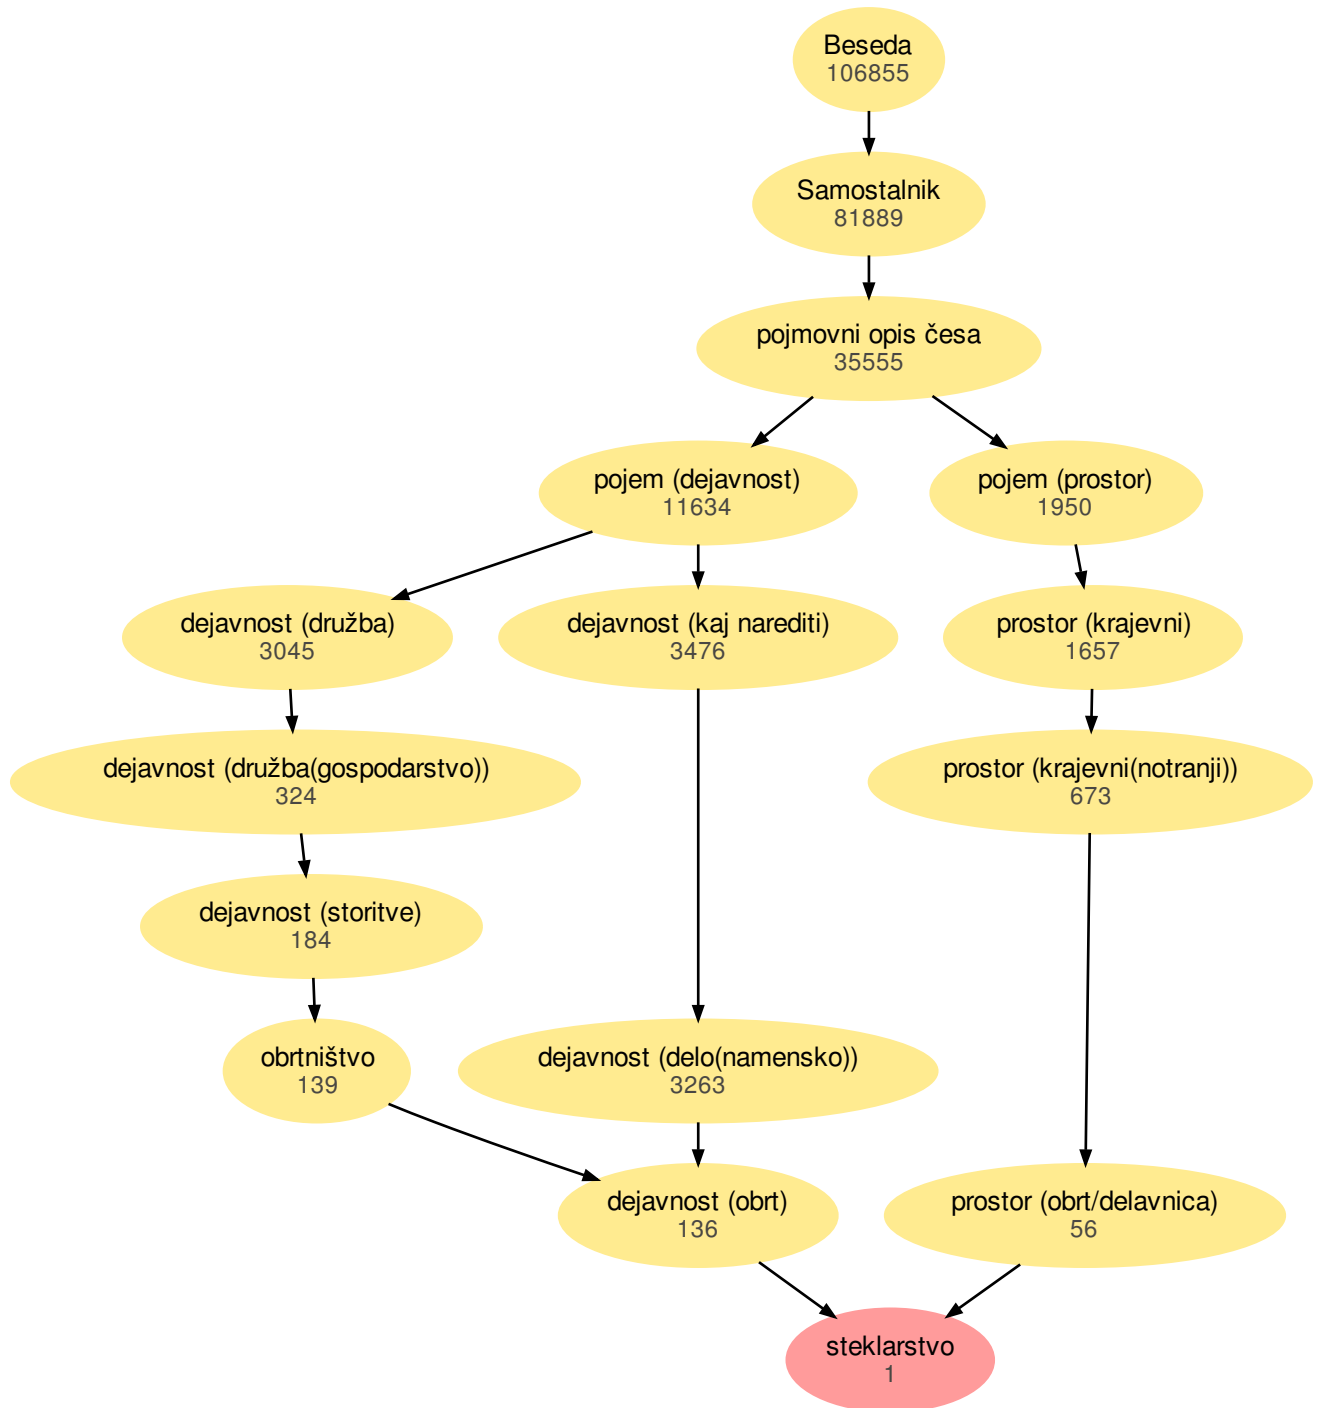 Beseda
106855
Samostalnik
81889
pojmovni opis česa
35555
pojem (dejavnost)
11634
pojem (prostor)
1950
dejavnost (družba)
3045
dejavnost (kaj narediti)
3476
prostor (krajevni)
1657
dejavnost (družba(gospodarstvo))
324
prostor (krajevni(notranji))
673
dejavnost (storitve)
184
obrtništvo
139
dejavnost (delo(namensko))
3263
dejavnost (obrt)
136
prostor (obrt/delavnica)
56
steklarstvo
1